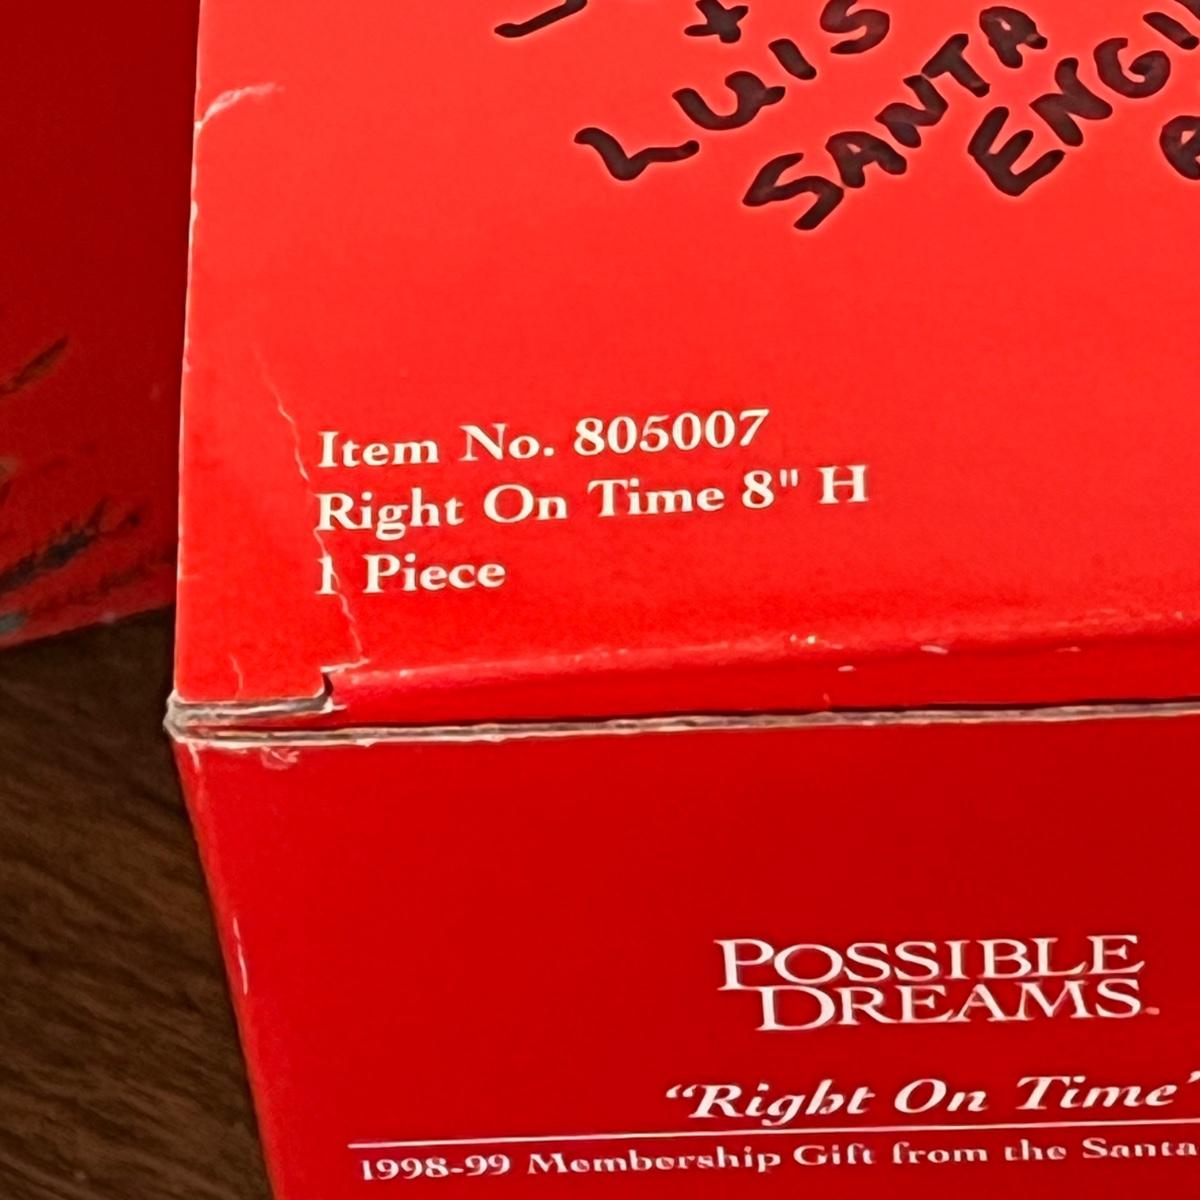 LUIS
SANTA
Item No. 805007
Right On Time 8" H
1 Piece
POSSIBLE
DREAMS
“Right On Time”
1998-99 Membership Gift from the Santa